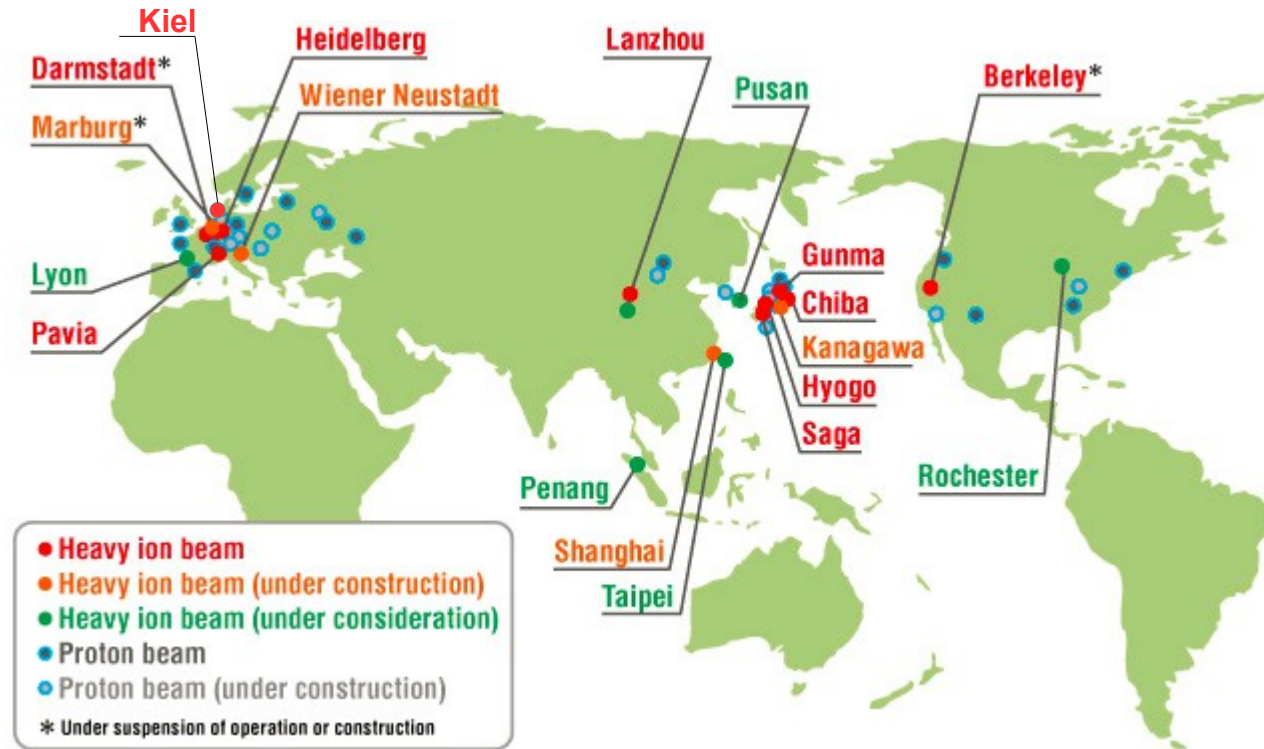 Kiel
Heidelberg
Lanzhou
Darmstadt*
Pusan
Berkeley*
Wiener Neustadt
Marburg*
Gunma
Lyon
Chiba
Pavia
Kanagawa
Hyogo
Saga
Penang
Rochester
Shanghai
Taipei
Heavy ion beam
Heavy ion beam (under construction)
Heavy ion beam (under consideration)
Proton beam
Proton beam (under construction)
* Under suspension of operation or construction